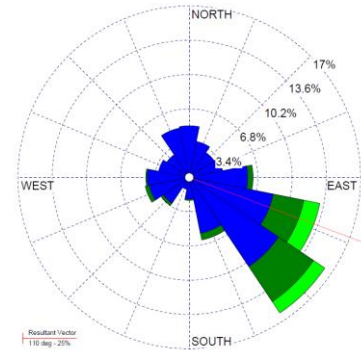 NORTH
17%
13.6%
10.2%
6.8%
3.4%
WEST
EAST
Resultant Vector
110 deg - 25%
SOUTH